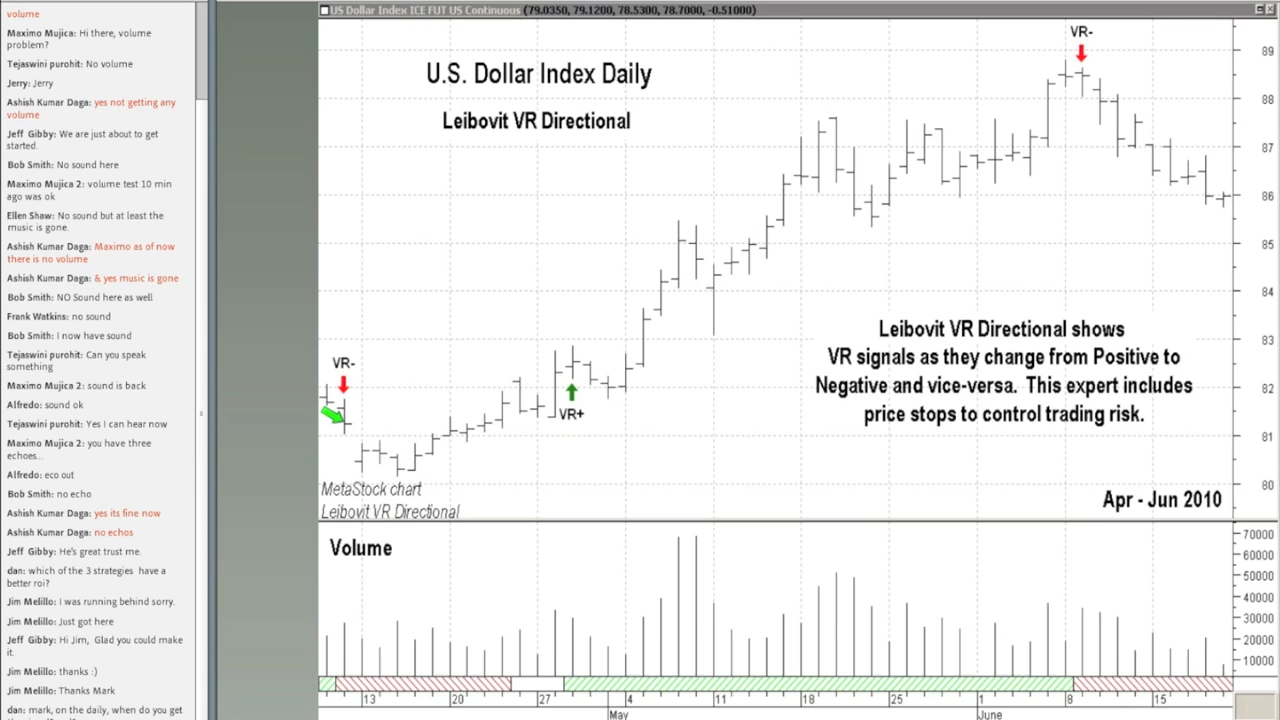 volume
Maximo Mujica: Hi there, volume
problem?
Tejaswini purohit: No volume
Jerry: Jerry
Ashish Kumar Daga: yes not getting any
volume
Jeff Gibby: We are just about to get
started.
Bob Smith: No sound here
Maximo Mujica 2: volume test 10 min
ago was ok
Ellen Shaw: No sound but at least the
music is gone.
Ashish Kumar Daga: Maximo as of now
there is no volume
Ashish Kumar Daga: & yes music is gone
Bob Smith: NO Sound here as well
Frank Watkins: no sound
Bob Smith: I now have sound
Tejaswini purohit: Can you speak
something
Maximo Mujica 2: sound is back
Alfredo: sound ok
Tejaswini purohit: Yes I can hear now
Maximo Mujica 2: you have three
echoes...
Alfredo: eco out
Bob Smith: no echo
Ashish Kumar Daga: yes its fine now
Ashish Kumar Daga: no echos
Jeff Gibby: He's great trust me.
dan: which of the 3 strategies have a
better roi?
Jim Melillo: I was running behind sorry.
Jim Melillo: Just got here
Jeff Gibby: Hi Jim, Glad you could make
it.
Jim Melillo: thanks :)
Jim Melillo: Thanks Mark
dan: mark, on the daily, when do you get
US Dollar Index ICE FUT US Continuous (79.0350, 79.1200, 78.5300, 78.7000, -0.51000)
U.S. Dollar Index Daily
Leibovit VR Directional
VR-
VR-
VR+
Leibovit VR Directional shows
VR signals as they change from Positive to
Negative and vice-versa. This expert includes
price stops to control trading risk.
MetaStock chart
Leibovit VR Directional
Apr - Jun 2010
89
88
87
86
85
84
83
82
81
80
Volume
70000
60000
50000
40000
30000
20000
10000
13 20 27 4 11 18 25 1 8 15
May June